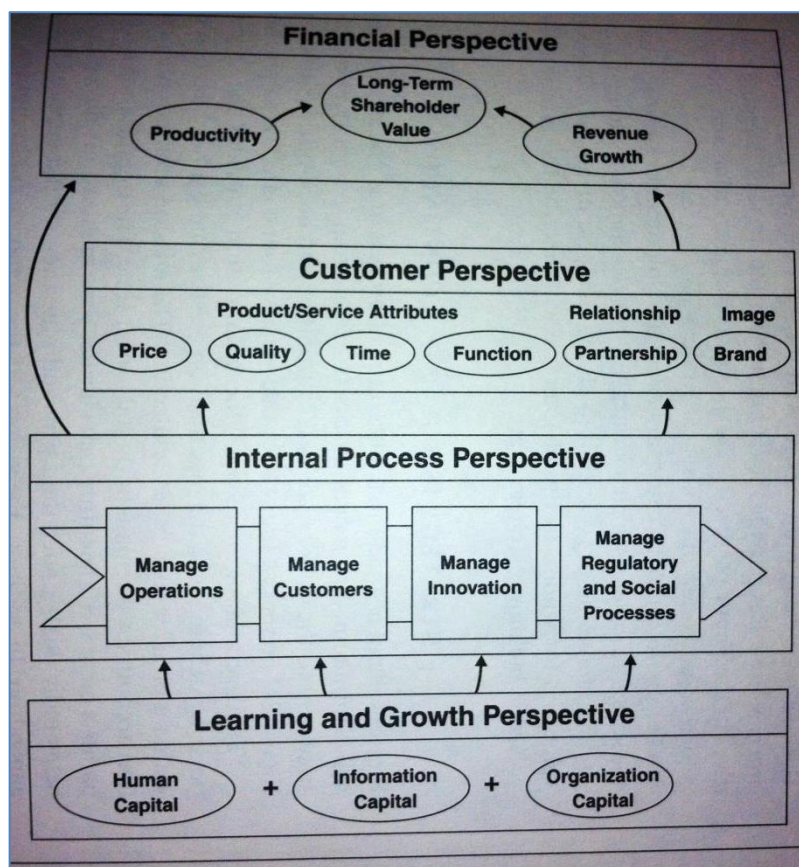 Financial Perspective
Long-Term
Shareholder
Value
Productivity
Revenue
Growth
Customer Perspective
Product/Service Attributes Relationship Image
Price Quality Time Function Partnership Brand
Internal Process Perspective
Manage
Operations
Manage
Customers
Manage
Innovation
Manage
Regulatory
and Social
Processes
Learning and Growth Perspective
Human
Capital
+
Information
Capital
+
Organization
Capital